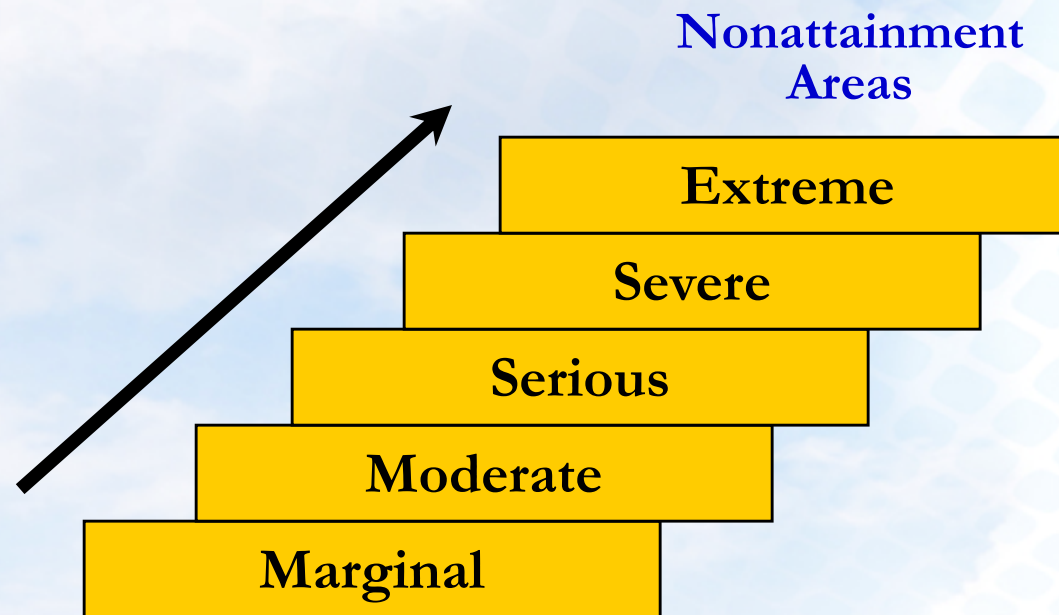 Nonattainment
Areas
Extreme
Severe
Serious
Moderate
Marginal